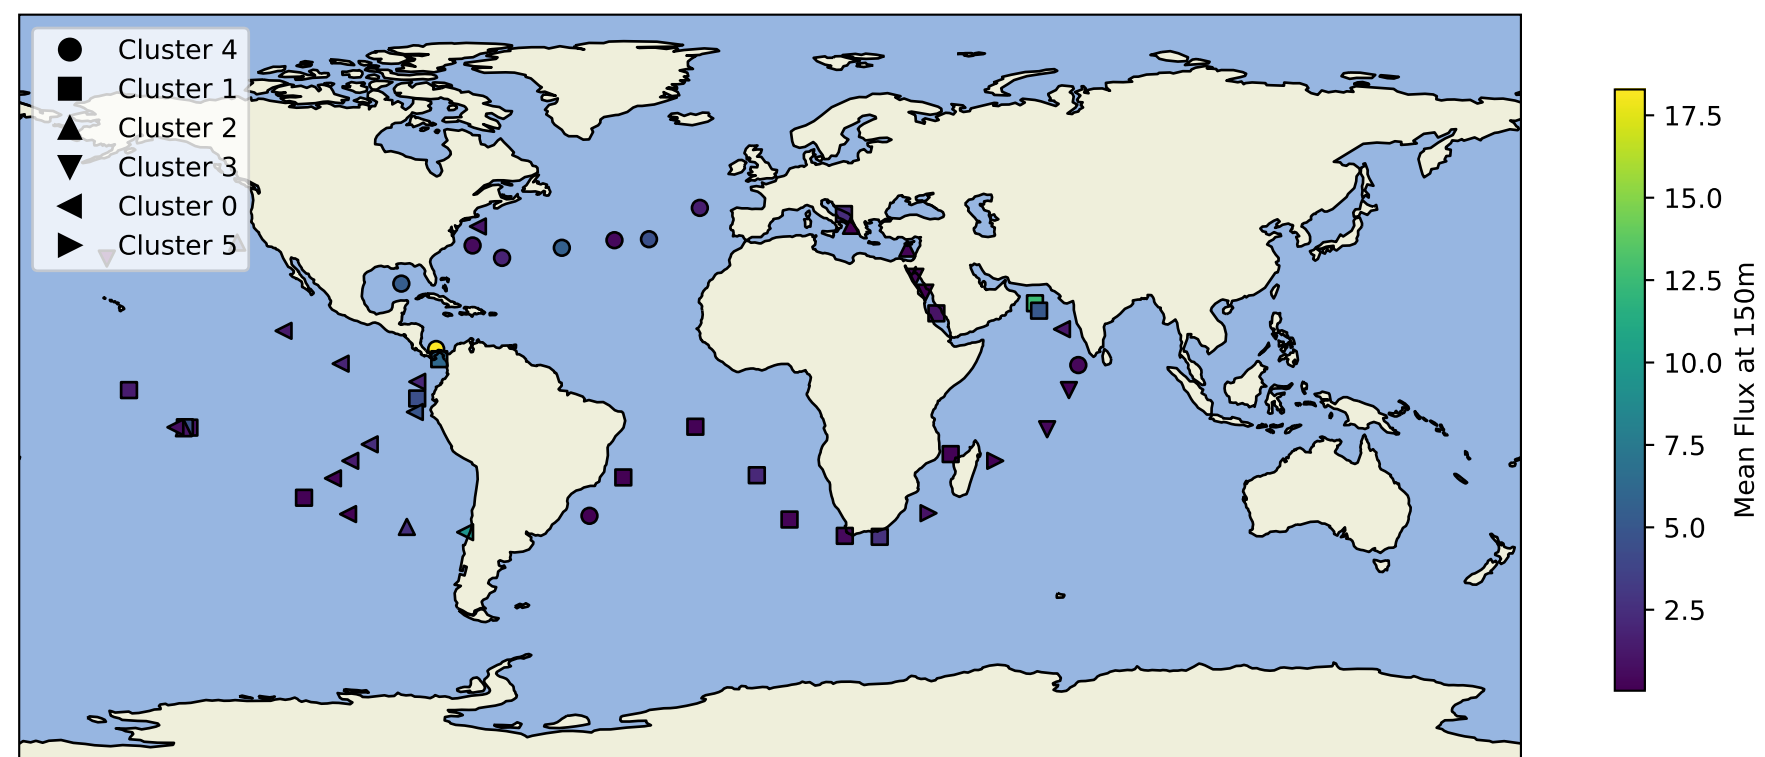 Cluster 4
Cluster 1
Cluster 2
Cluster 3
Cluster 0
Cluster 5
17.5
15.0
12.5
10.0
7.5
5.0
2.5
Mean Flux at 150m